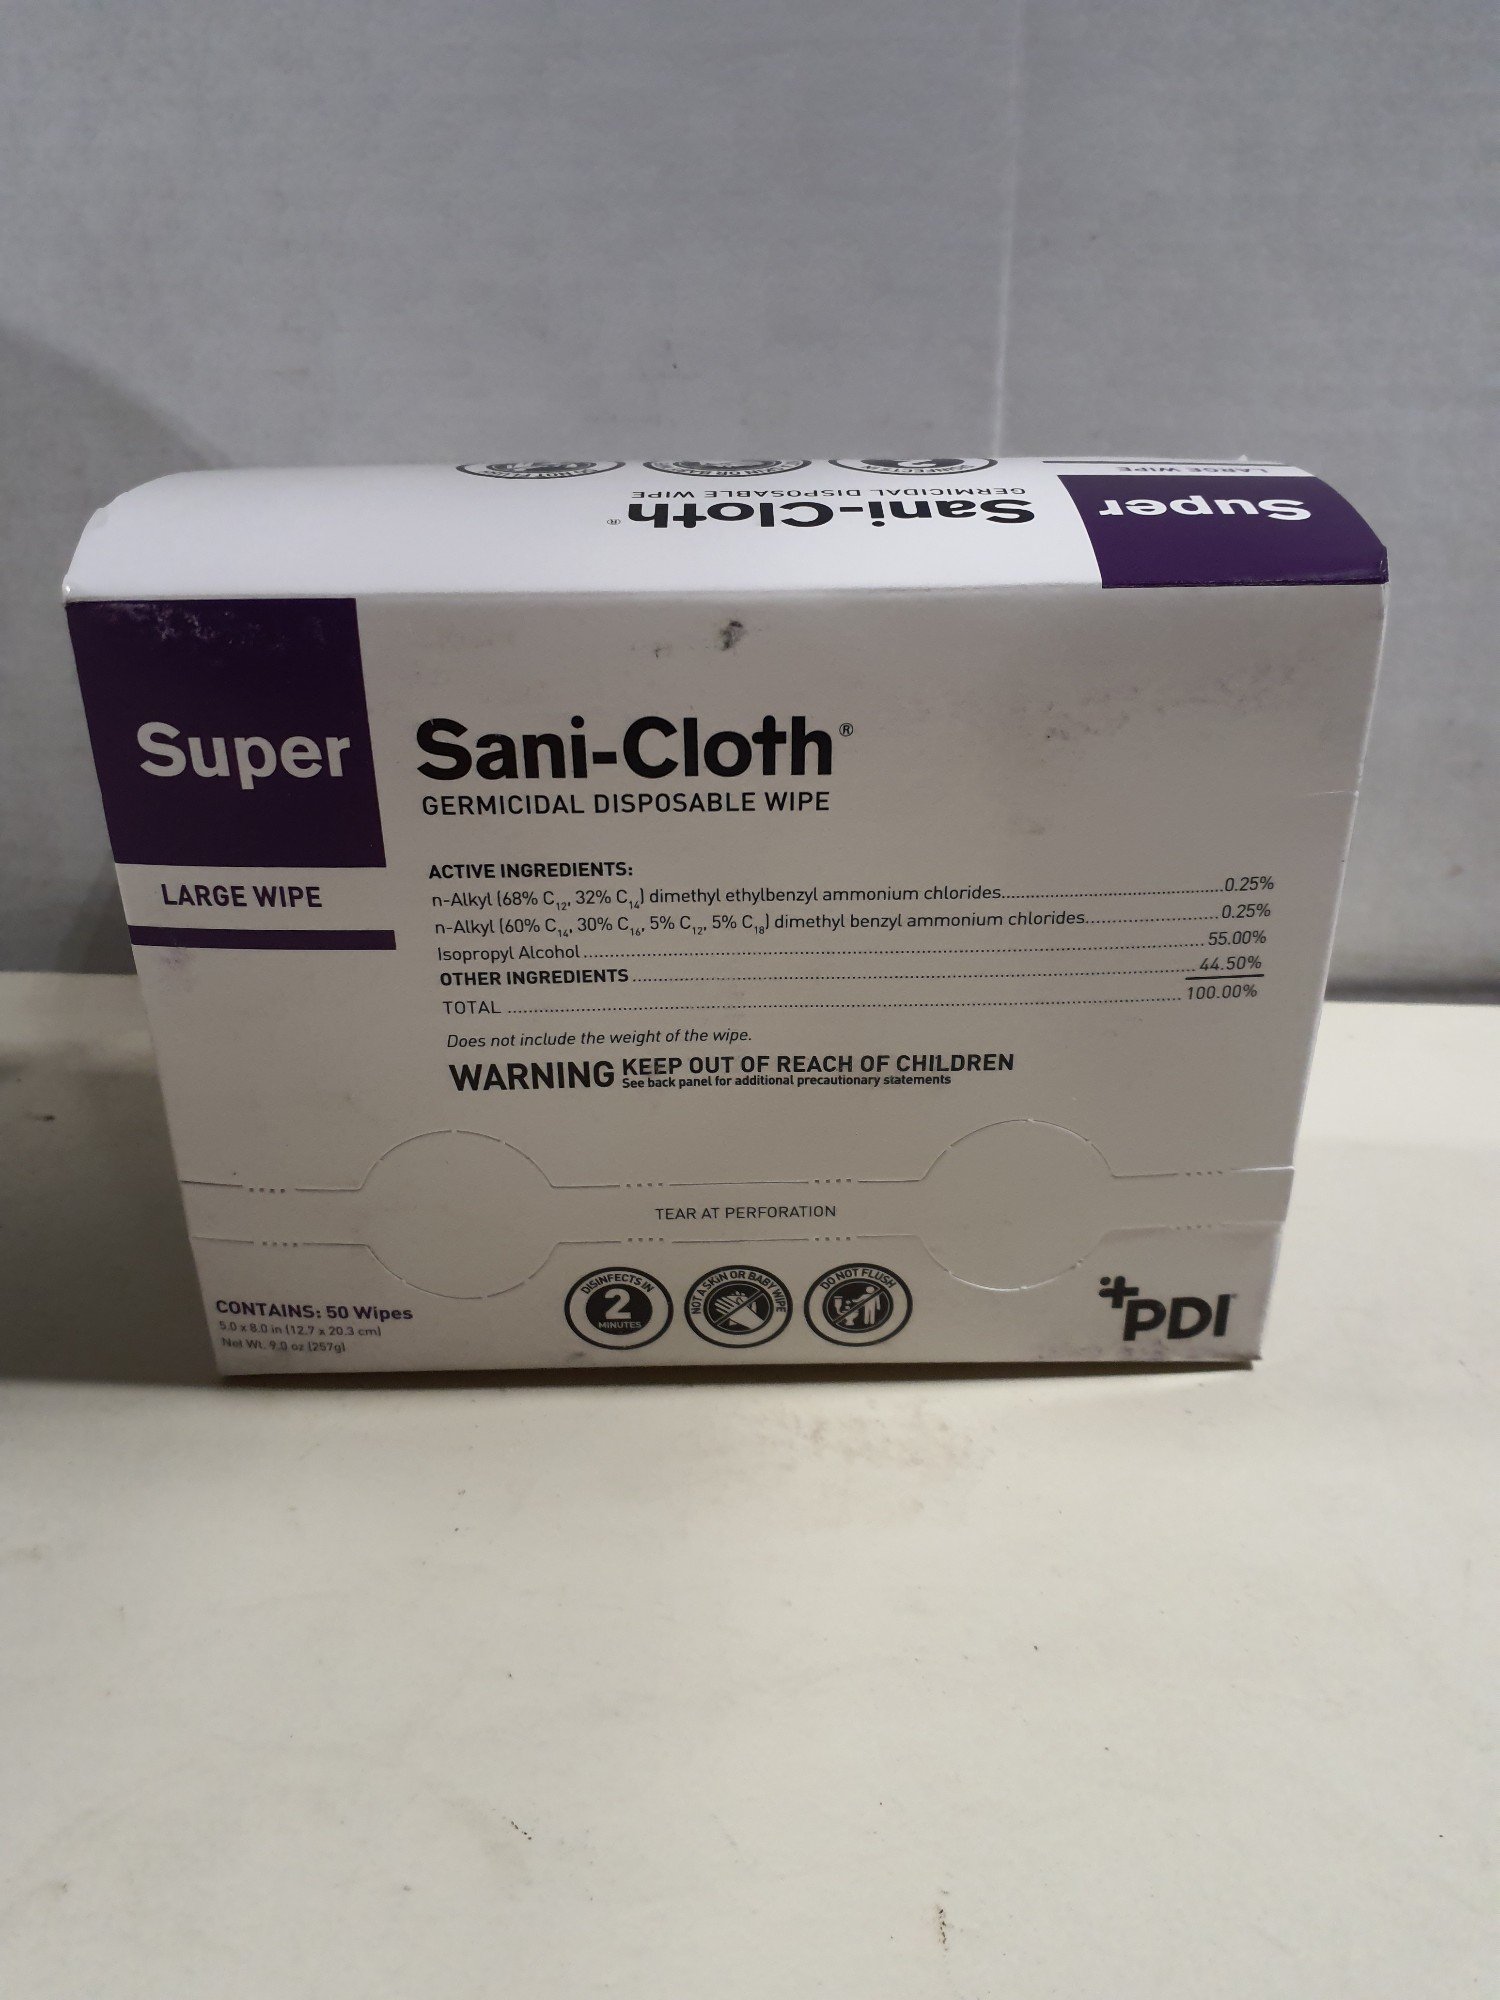 Super
LARGE WIPE
Sani-Cloth®
GERMICIDAL DISPOSABLE WIPE
Super
LARGE WIPE
Sani-Cloth®
GERMICIDAL DISPOSABLE WIPE
ACTIVE INGREDIENTS:
n-Alkyl (68% C12, 32% C14) dimethyl ethylbenzyl ammonium chlorides.....0.25%
n-Alkyl (60% C14, 30% C16, 5% C12, 5% C18) dimethyl benzyl ammonium chlorides.....0.25%
Isopropyl Alcohol.....55.00%
OTHER INGREDIENTS.....44.50%
TOTAL.....100.00%
Does not include the weight of the wipe.
WARNING KEEP OUT OF REACH OF CHILDREN
See back panel for additional precautionary statements
TEAR AT PERFORATION
CONTAINS: 50 Wipes
5.0 x 8.0 in (12.7 x 20.3 cm)
Net Wt. 9.0 oz (257g)
DISINFECTS IN
2
MINUTES
NOT A SKIN OR BABY WIPE
DO NOT FLUSH
PDI